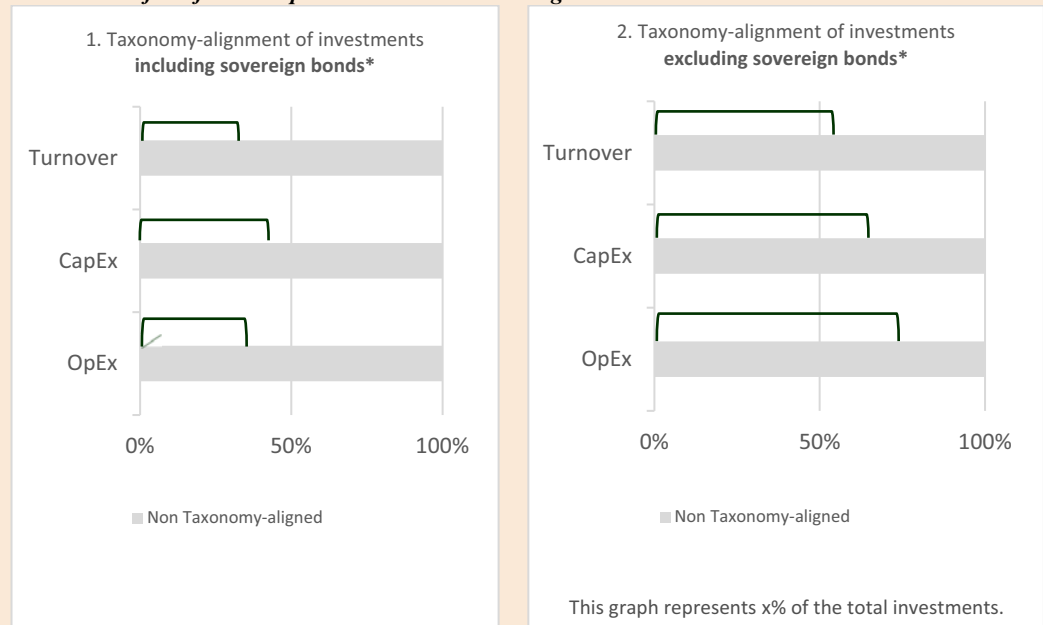 1. Taxonomy-alignment of investments
including sovereign bonds*
Turnover
CapEx
OpEx
0% 50% 100%
Non Taxonomy-aligned
2. Taxonomy-alignment of investments
excluding sovereign bonds*
Turnover
CapEx
OpEx
0% 50% 100%
Non Taxonomy-aligned
This graph represents x% of the total investments.